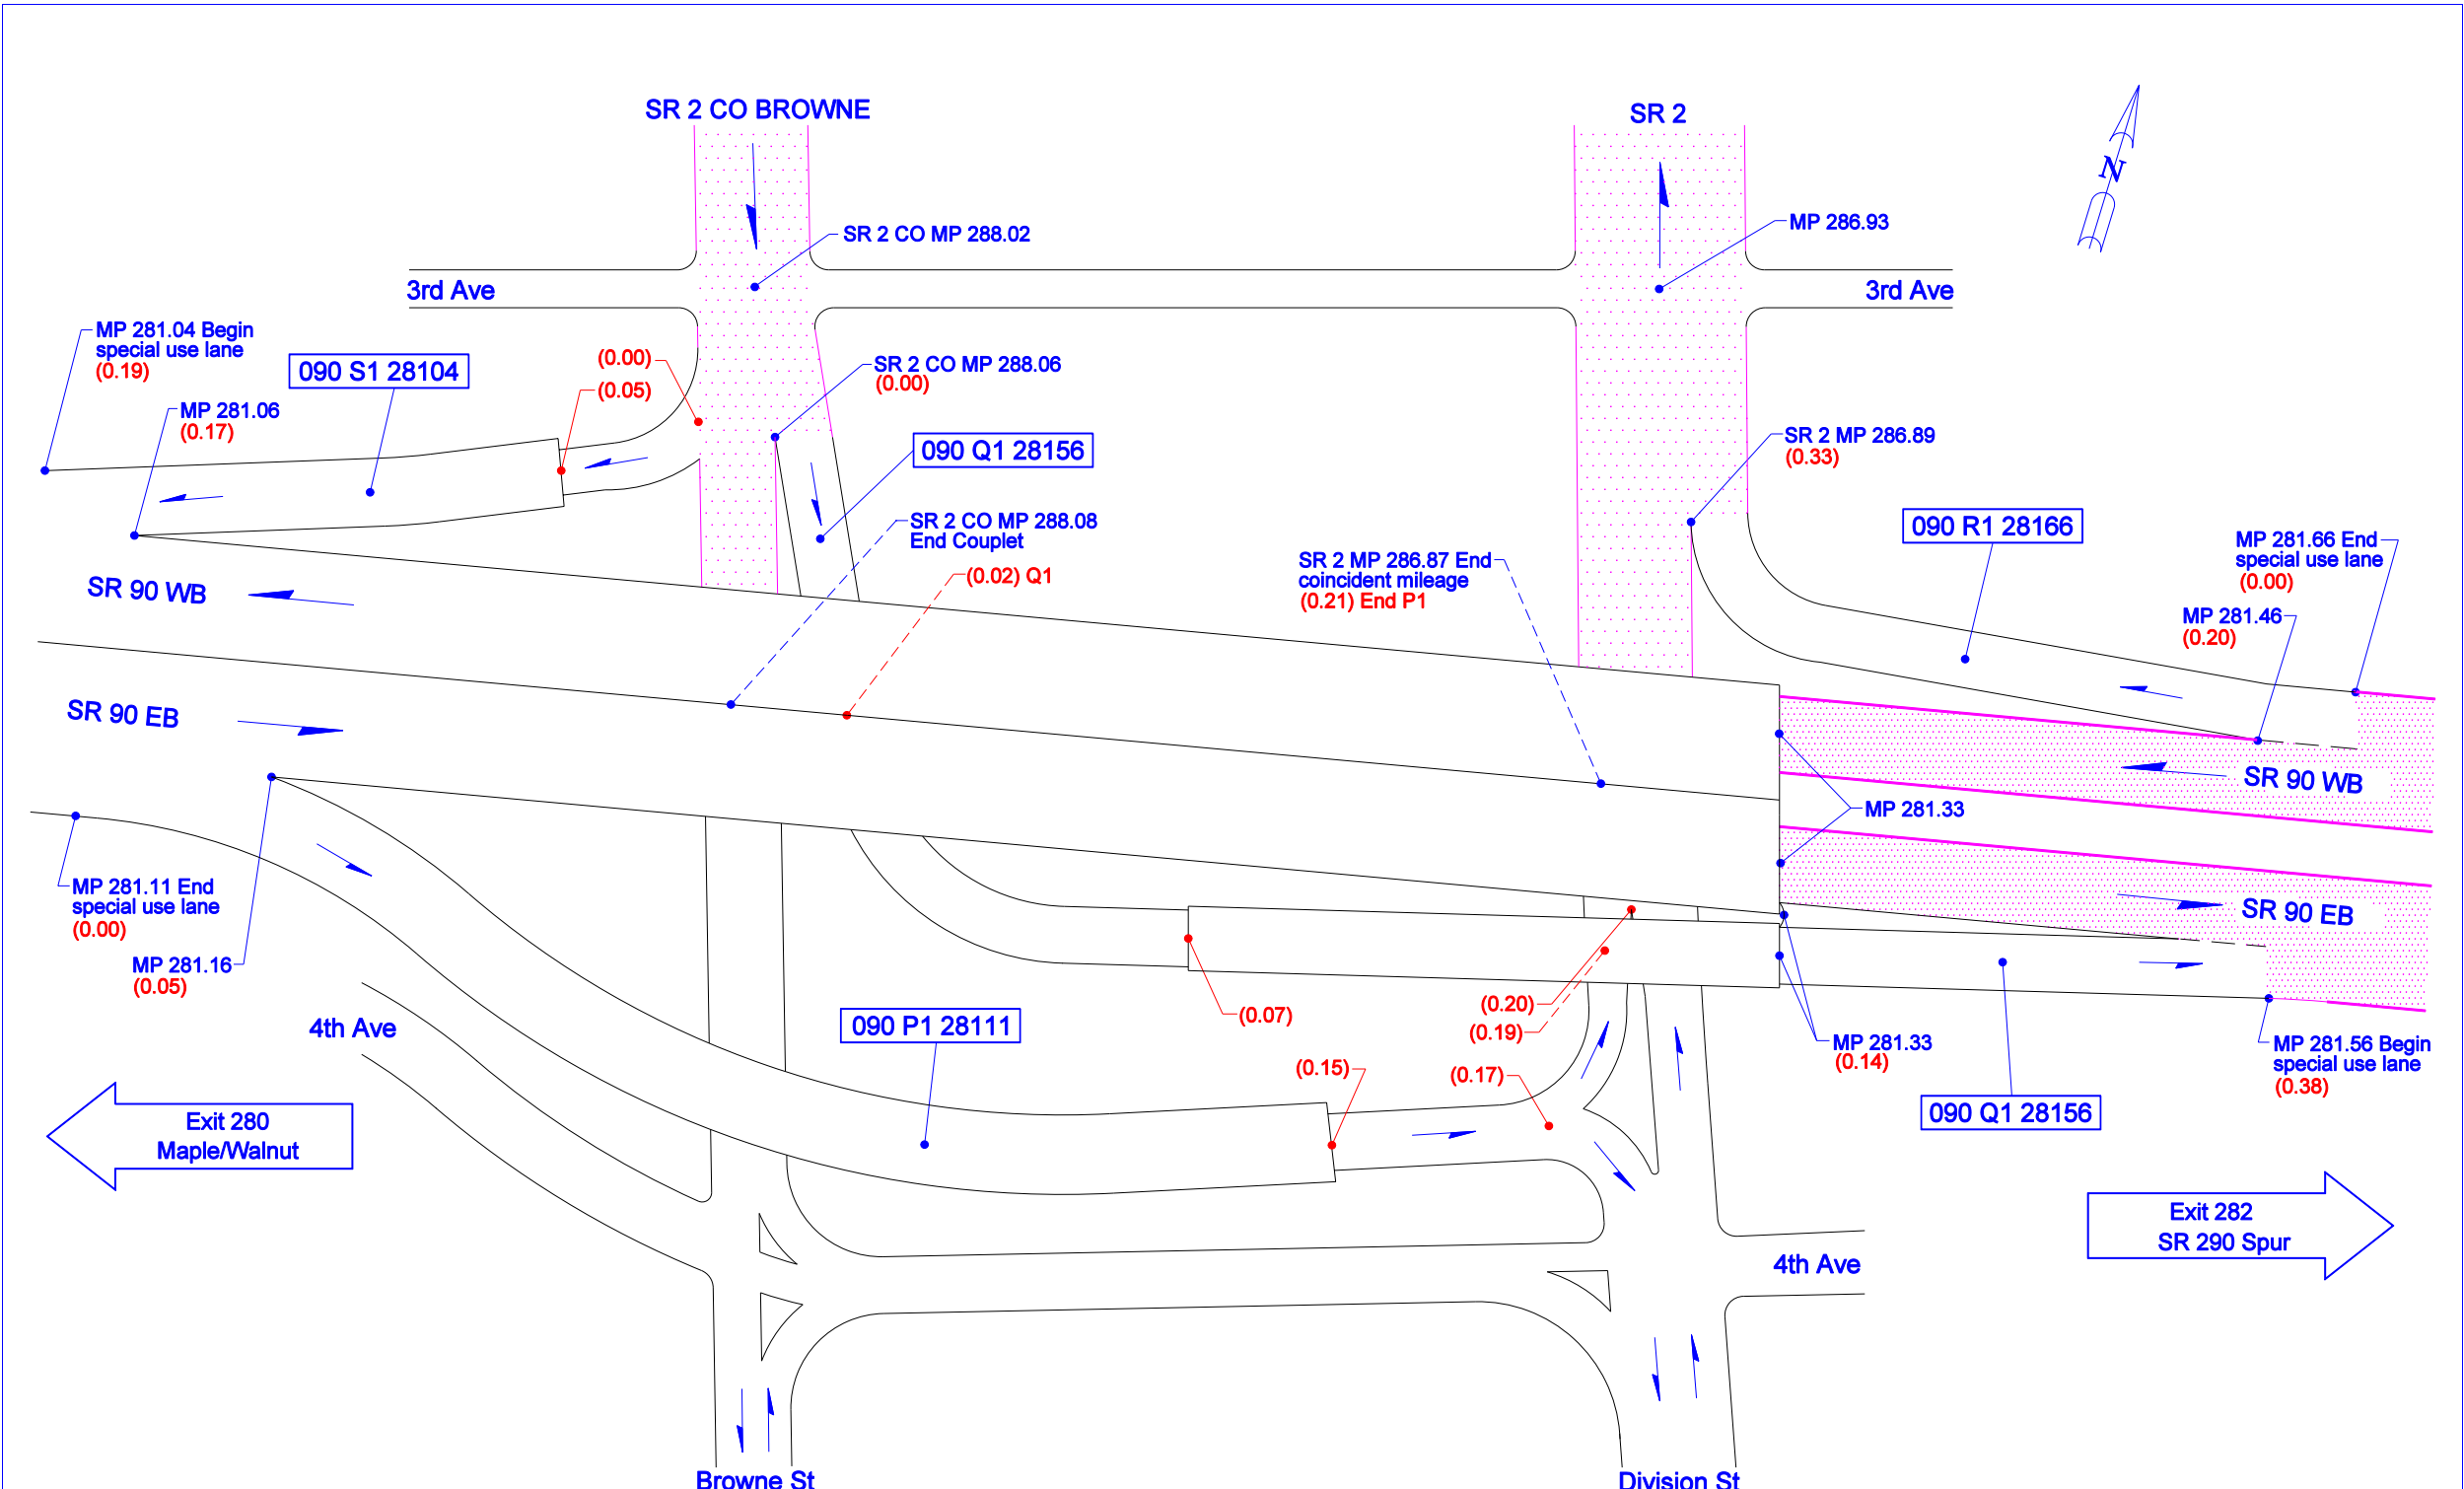 SR 2 CO BROWNE
SR 2
N
SR 2 CO MP 288.02
MP 286.93
3rd Ave
3rd Ave
MP 281.04 Begin
special use lane
(0.19)
090 S1 28104
(0.00)
(0.05)
SR 2 CO MP 288.06
(0.00)
MP 281.06
(0.17)
090 Q1 28156
SR 2 MP 286.89
(0.33)
SR 2 CO MP 288.08
End Couplet
(0.02) Q1
SR 2 MP 286.87 End
coincident mileage
(0.21) End P1
090 R1 28166
MP 281.66 End
special use lane
(0.00)
MP 281.46
(0.20)
SR 90 WB
SR 90 EB
SR 90 WB
MP 281.33
SR 90 EB
MP 281.11 End
special use lane
(0.00)
MP 281.16
(0.05)
4th Ave
090 P1 28111
(0.07)
(0.20)
(0.19)
(0.15)
(0.17)
MP 281.33
(0.14)
MP 281.56 Begin
special use lane
(0.38)
090 Q1 28156
Exit 280
Maple/Walnut
Exit 282
SR 290 Spur
4th Ave
Browne St
Division St